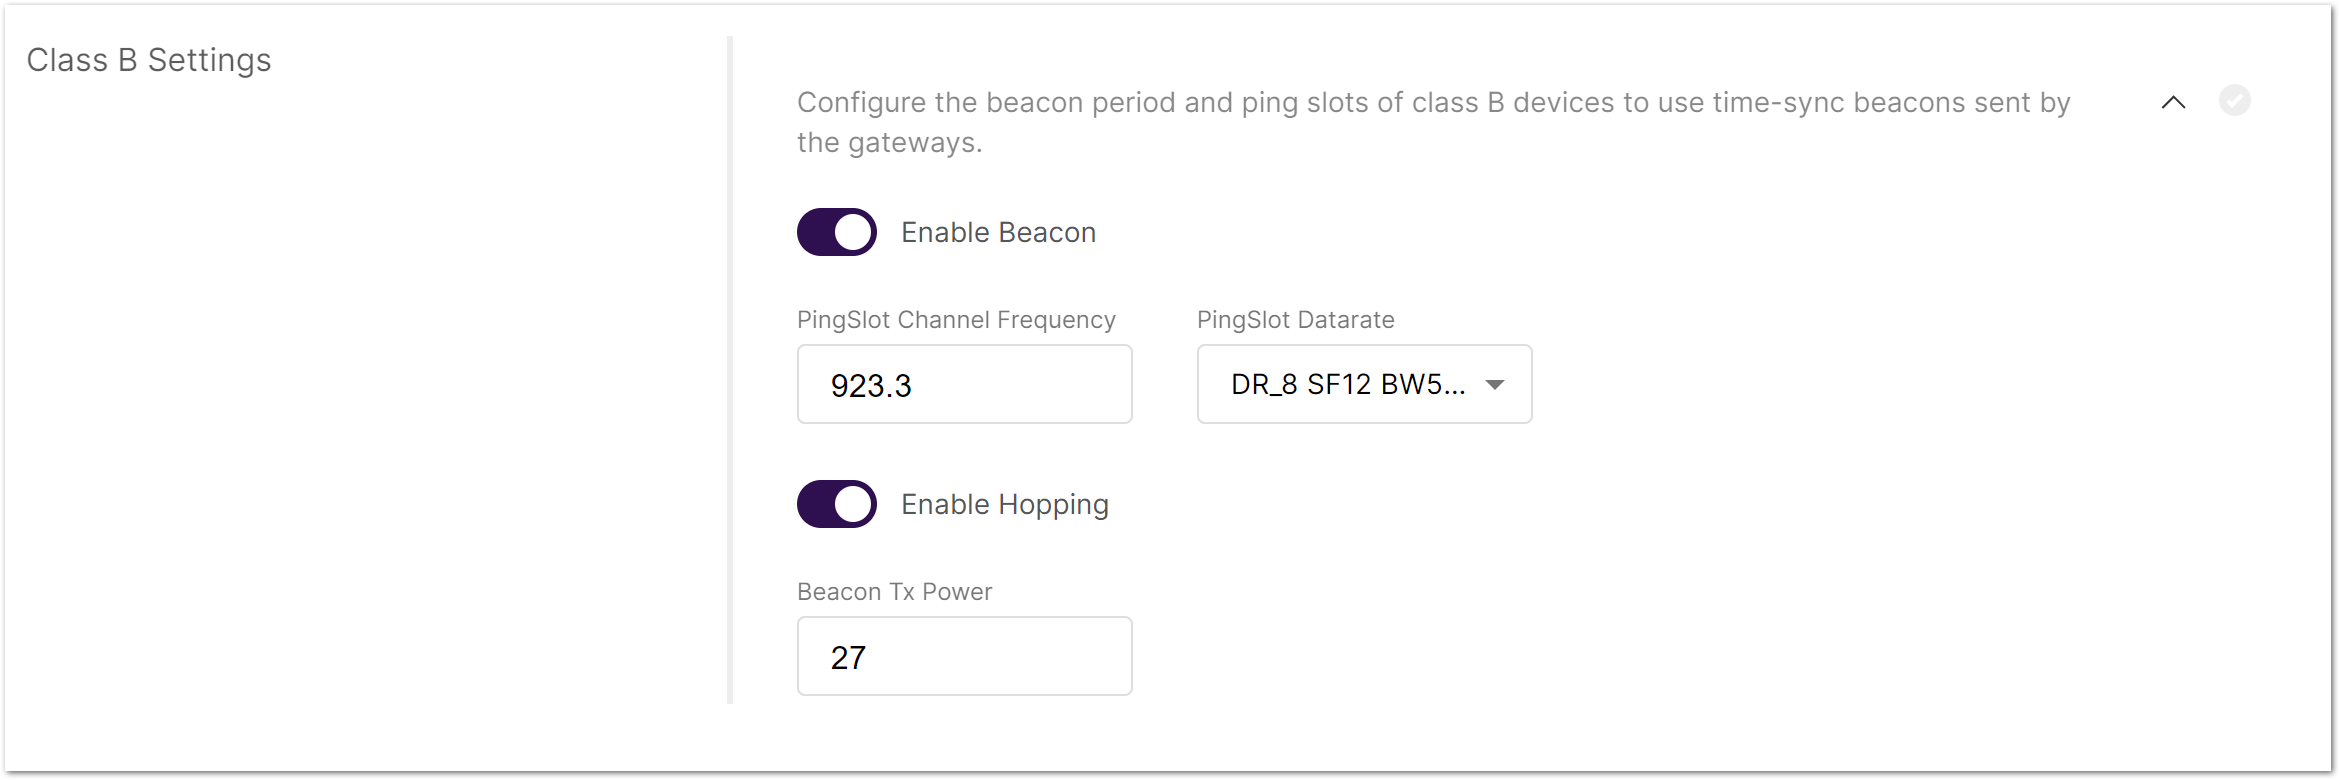 Class B Settings
Configure the beacon period and ping slots of class B devices to use time-sync beacons sent by
the gateways.
Enable Beacon
PingSlot Channel Frequency
PingSlot Datarate
923.3
DR_8 SF12 BW5...
Enable Hopping
Beacon Tx Power
27